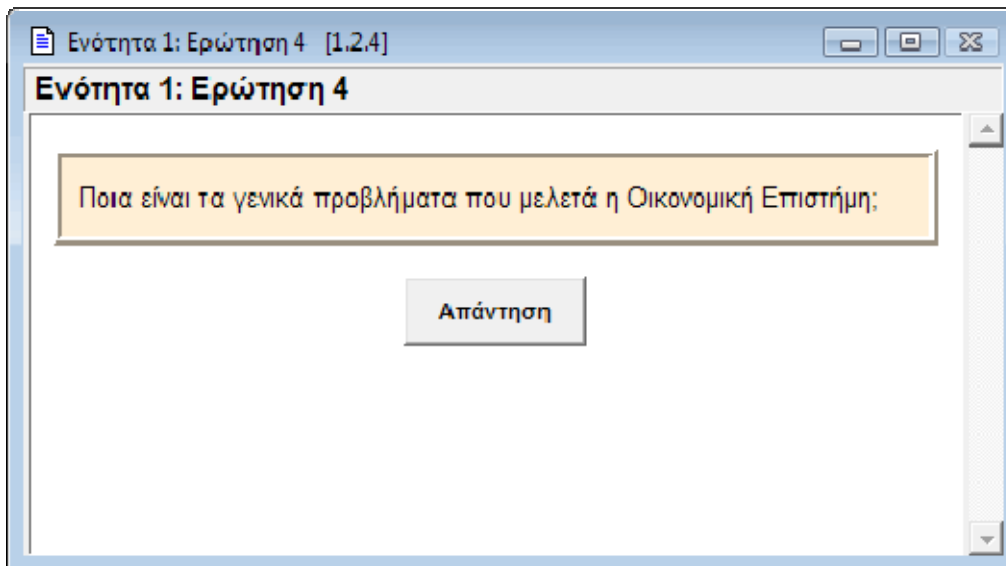 Ενότητα 1: Ερώτηση 4 [1.2.4]
Ενότητα 1: Ερώτηση 4
Ποια είναι τα γενικά προβλήματα που μελετά η Οικονομική Επιστήμη;
Απάντηση